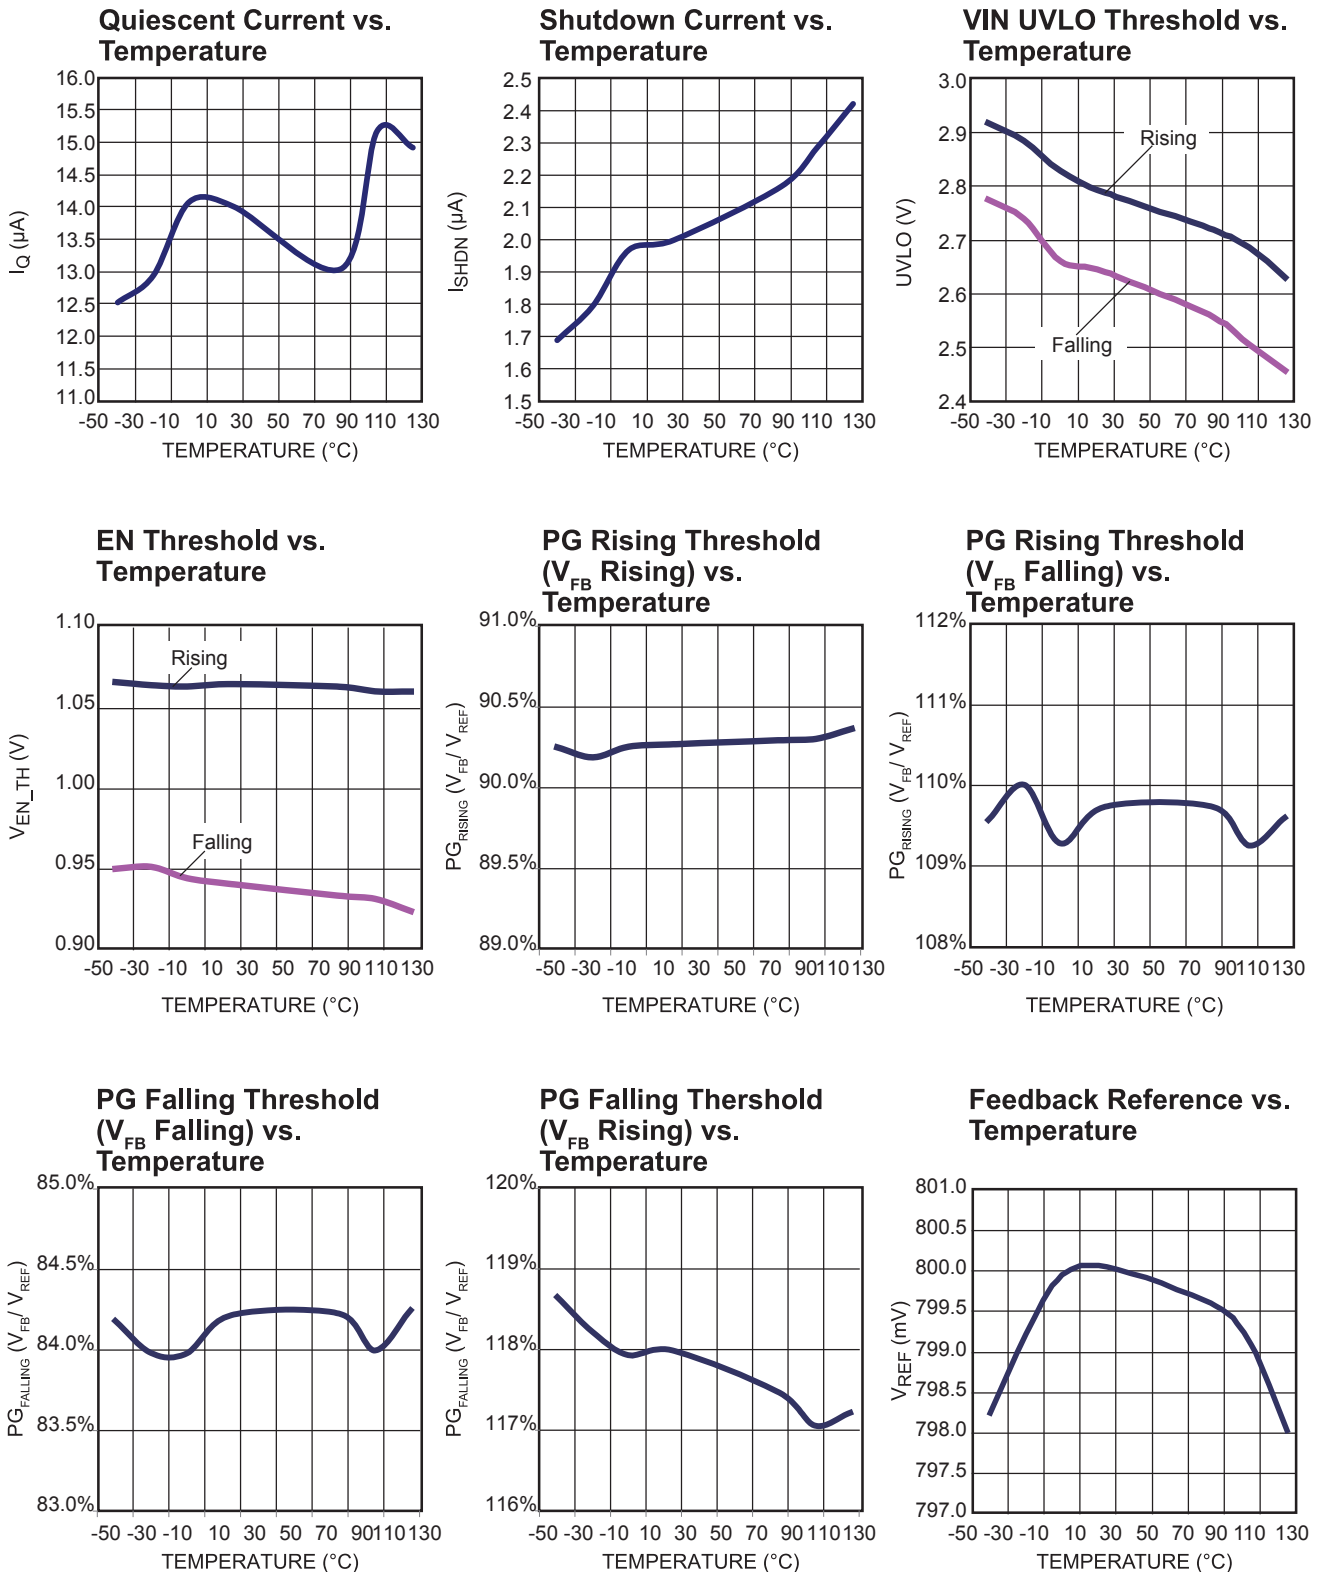 Quiescent Current vs.
Temperature
16.0
15.5
15.0
14.5
14.0
13.5
13.0
12.5
12.0
11.5
11.0
IQ (µA)
-50 -30 -10 10 30 50 70 90 110 130
TEMPERATURE (°C)
Shutdown Current vs.
Temperature
2.5
2.4
2.3
2.2
2.1
2.0
1.9
1.8
1.7
1.6
1.5
ISHDN (µA)
-50 -30 -10 10 30 50 70 90 110 130
TEMPERATURE (°C)
VIN UVLO Threshold vs.
Temperature
3.0
2.9
2.8
2.7
2.6
2.5
2.4
UVLO (V)
Rising
Falling
-50 -30 -10 10 30 50 70 90 110 130
TEMPERATURE (°C)
EN Threshold vs.
Temperature
1.10
1.05
1.00
0.95
0.90
VEN_TH (V)
Rising
Falling
-50 -30 -10 10 30 50 70 90 110 130
TEMPERATURE (°C)
PG Rising Threshold
(VFB Rising) vs.
Temperature
91.0%
90.5%
90.0%
89.5%
89.0%
PGRISING (VFB/ VREF)
-50 -30 -10 10 30 50 70 90 110 130
TEMPERATURE (°C)
PG Rising Threshold
(VFB Falling) vs.
Temperature
112%
111%
110%
109%
108%
PGRISING (VFB/ VREF)
-50 -30 -10 10 30 50 70 90 110 130
TEMPERATURE (°C)
PG Falling Threshold
(VFB Falling) vs.
Temperature
85.0%
84.5%
84.0%
83.5%
83.0%
PGFALLING (VFB/ VREF)
-50 -30 -10 10 30 50 70 90 110 130
TEMPERATURE (°C)
PG Falling Thershold
(VFB Rising) vs.
Temperature
120%
119%
118%
117%
116%
PGFALLING (VFB/ VREF)
-50 -30 -10 10 30 50 70 90 110 130
TEMPERATURE (°C)
Feedback Reference vs.
Temperature
801.0
800.5
800.0
799.5
799.0
798.5
798.0
797.5
797.0
VREF (mV)
-50 -30 -10 10 30 50 70 90 110 130
TEMPERATURE (°C)